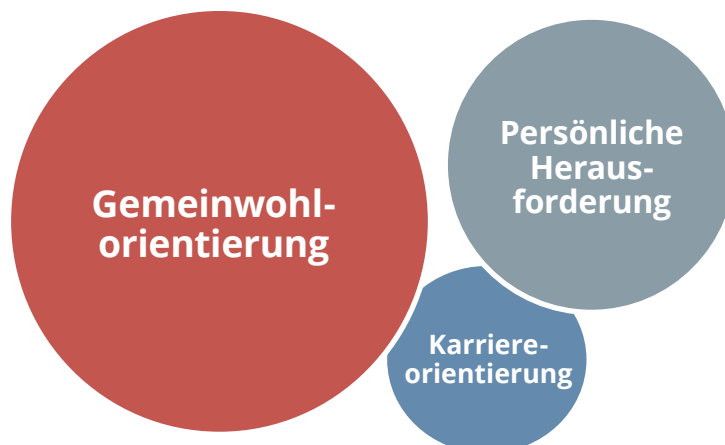 Gemeinwohl-
orientierung
Persönliche
Heraus-
forderung
Karriere-
orientierung